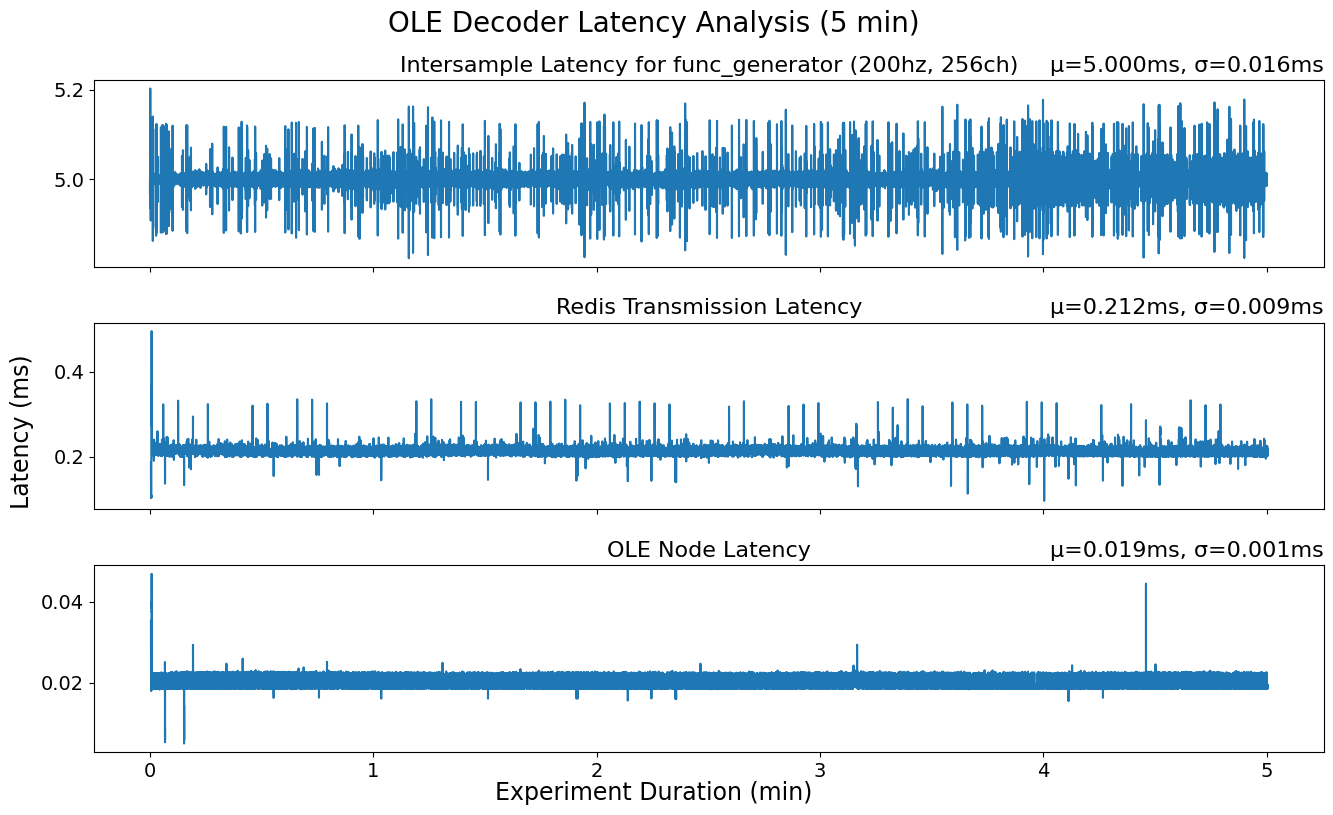 OLE Decoder Latency Analysis (5 min)
Intersample Latency for func_generator (200hz, 256ch) μ=5.000ms, σ=0.016ms
5.2
5.0
Redis Transmission Latency μ=0.212ms, σ=0.009ms
0.4
0.2
Latency (ms)
OLE Node Latency μ=0.019ms, σ=0.001ms
0.04
0.02
0 1 2 3 4 5
Experiment Duration (min)